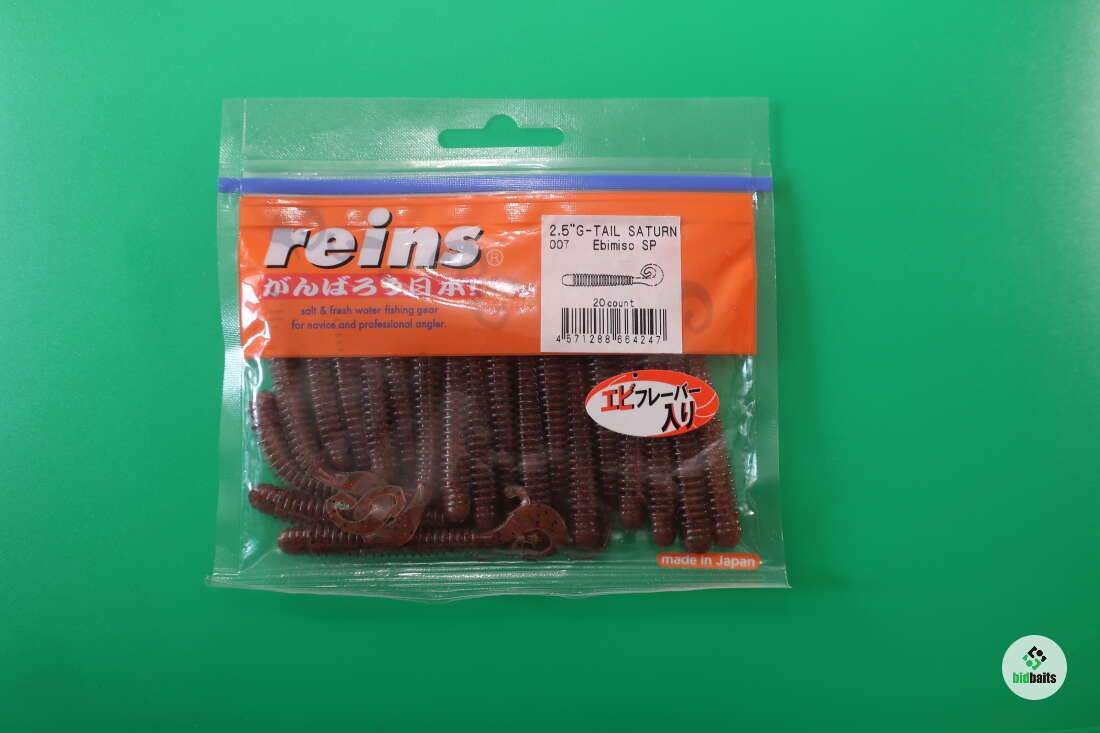 reins®
がんばろう日本!
salt & fresh water fishing gear
for novice and professional angler.
2.5"G-TAIL SATURN
007 Ebimiso SP
20count
4571288664247
エビフレーバー
入り
made in Japan
bidbaits